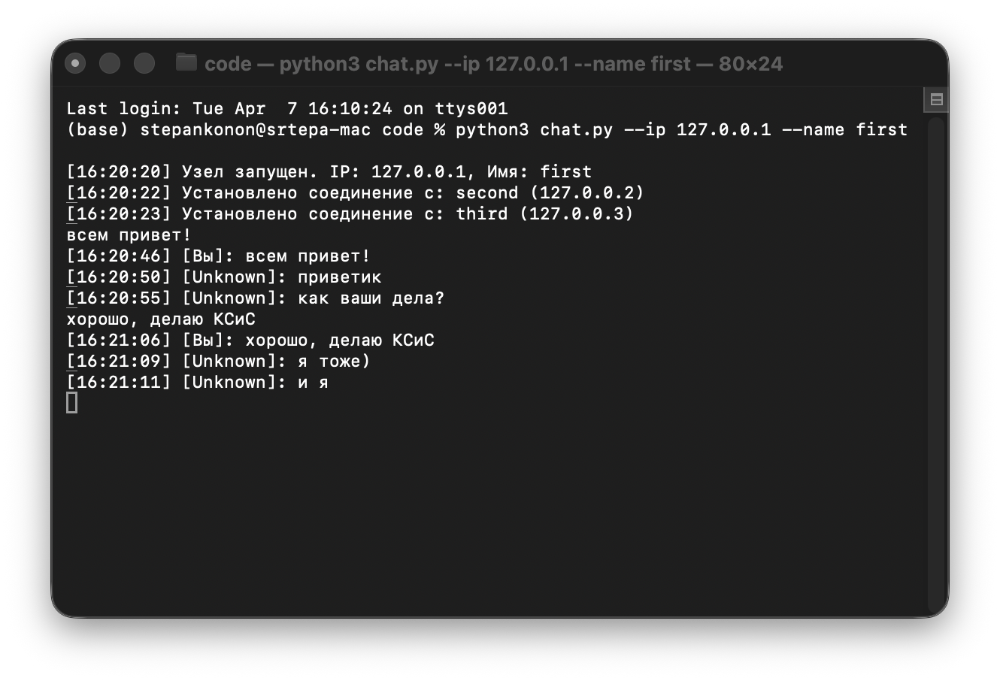 code — python3 chat.py --ip 127.0.0.1 --name first — 80×24
Last login: Tue Apr  7 16:10:24 on ttys001
(base) stepankonon@srtepa-mac code % python3 chat.py --ip 127.0.0.1 --name first
[16:20:20] Узел запущен. IP: 127.0.0.1, Имя: first
[16:20:22] Установлено соединение с: second (127.0.0.2)
[16:20:23] Установлено соединение с: third (127.0.0.3)
всем привет!
[16:20:46] [Вы]: всем привет!
[16:20:50] [Unknown]: приветик
[16:20:55] [Unknown]: как ваши дела?
хорошо, делаю КСиС
[16:21:06] [Вы]: хорошо, делаю КСиС
[16:21:09] [Unknown]: я тоже)
[16:21:11] [Unknown]: и я